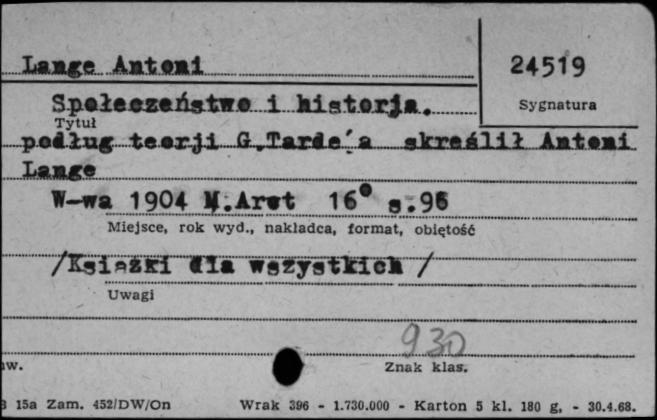 Lange Antoni
24519
Sygnatura
Społeczeństwo i historja.
Tytuł
podług teorji G.Tarde´a skreślił Antoni
Lange
W-wa 1904 M.Arct 16° s.96
Miejsce, rok wyd., nakładca, format, objętość
/Książki dla wszystkich /
Uwagi
930
Znak klas.
15a Zam. 452/DW/On Wrak 396 - 1.730.000 - Karton 5 kl. 180 g. - 30.4.68.